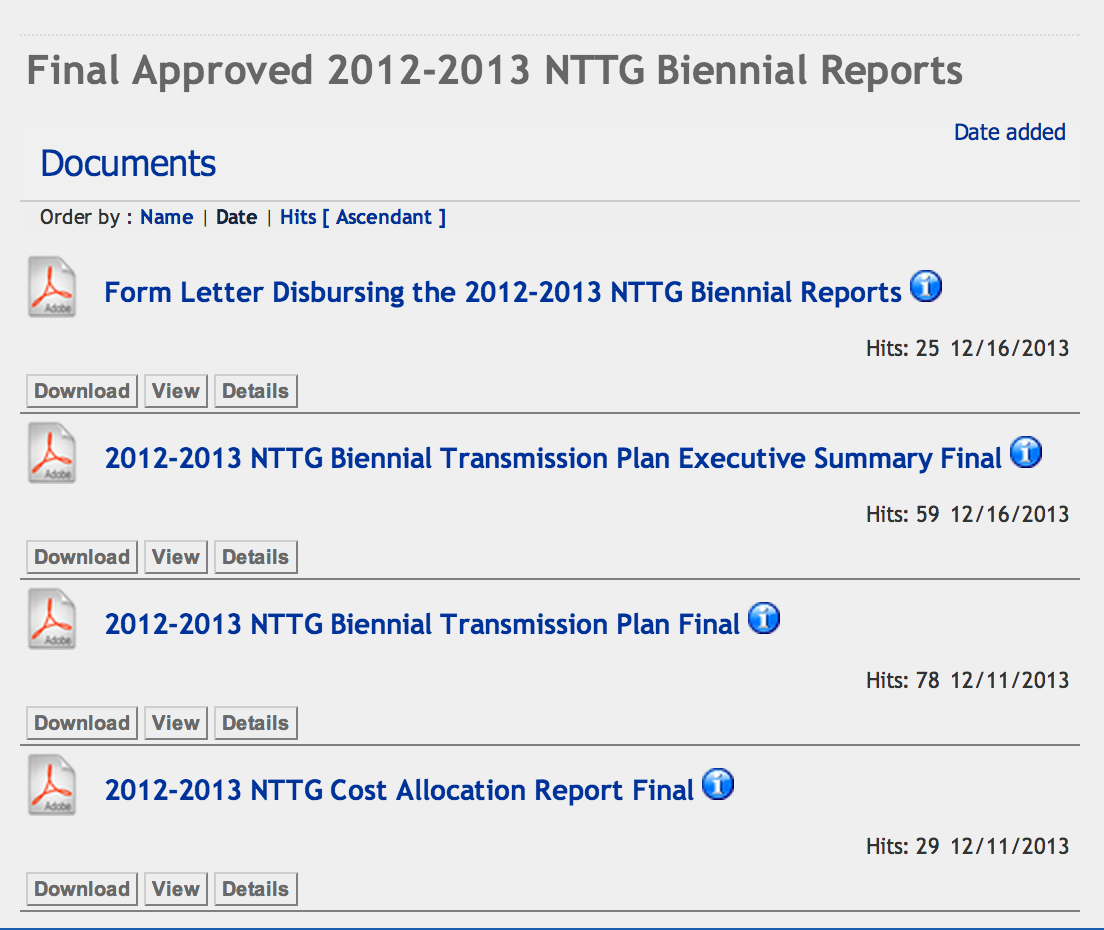 Final Approved 2012-2013 NTTG Biennial Reports
Date added
Documents
Order by : Name | Date | Hits [ Ascendant ]
Adobe
Form Letter Disbursing the 2012-2013 NTTG Biennial Reports i
Hits: 25 12/16/2013
Download View Details
Adobe
2012-2013 NTTG Biennial Transmission Plan Executive Summary Final i
Hits: 59 12/16/2013
Download View Details
Adobe
2012-2013 NTTG Biennial Transmission Plan Final i
Hits: 78 12/11/2013
Download View Details
Adobe
2012-2013 NTTG Cost Allocation Report Final i
Hits: 29 12/11/2013
Download View Details